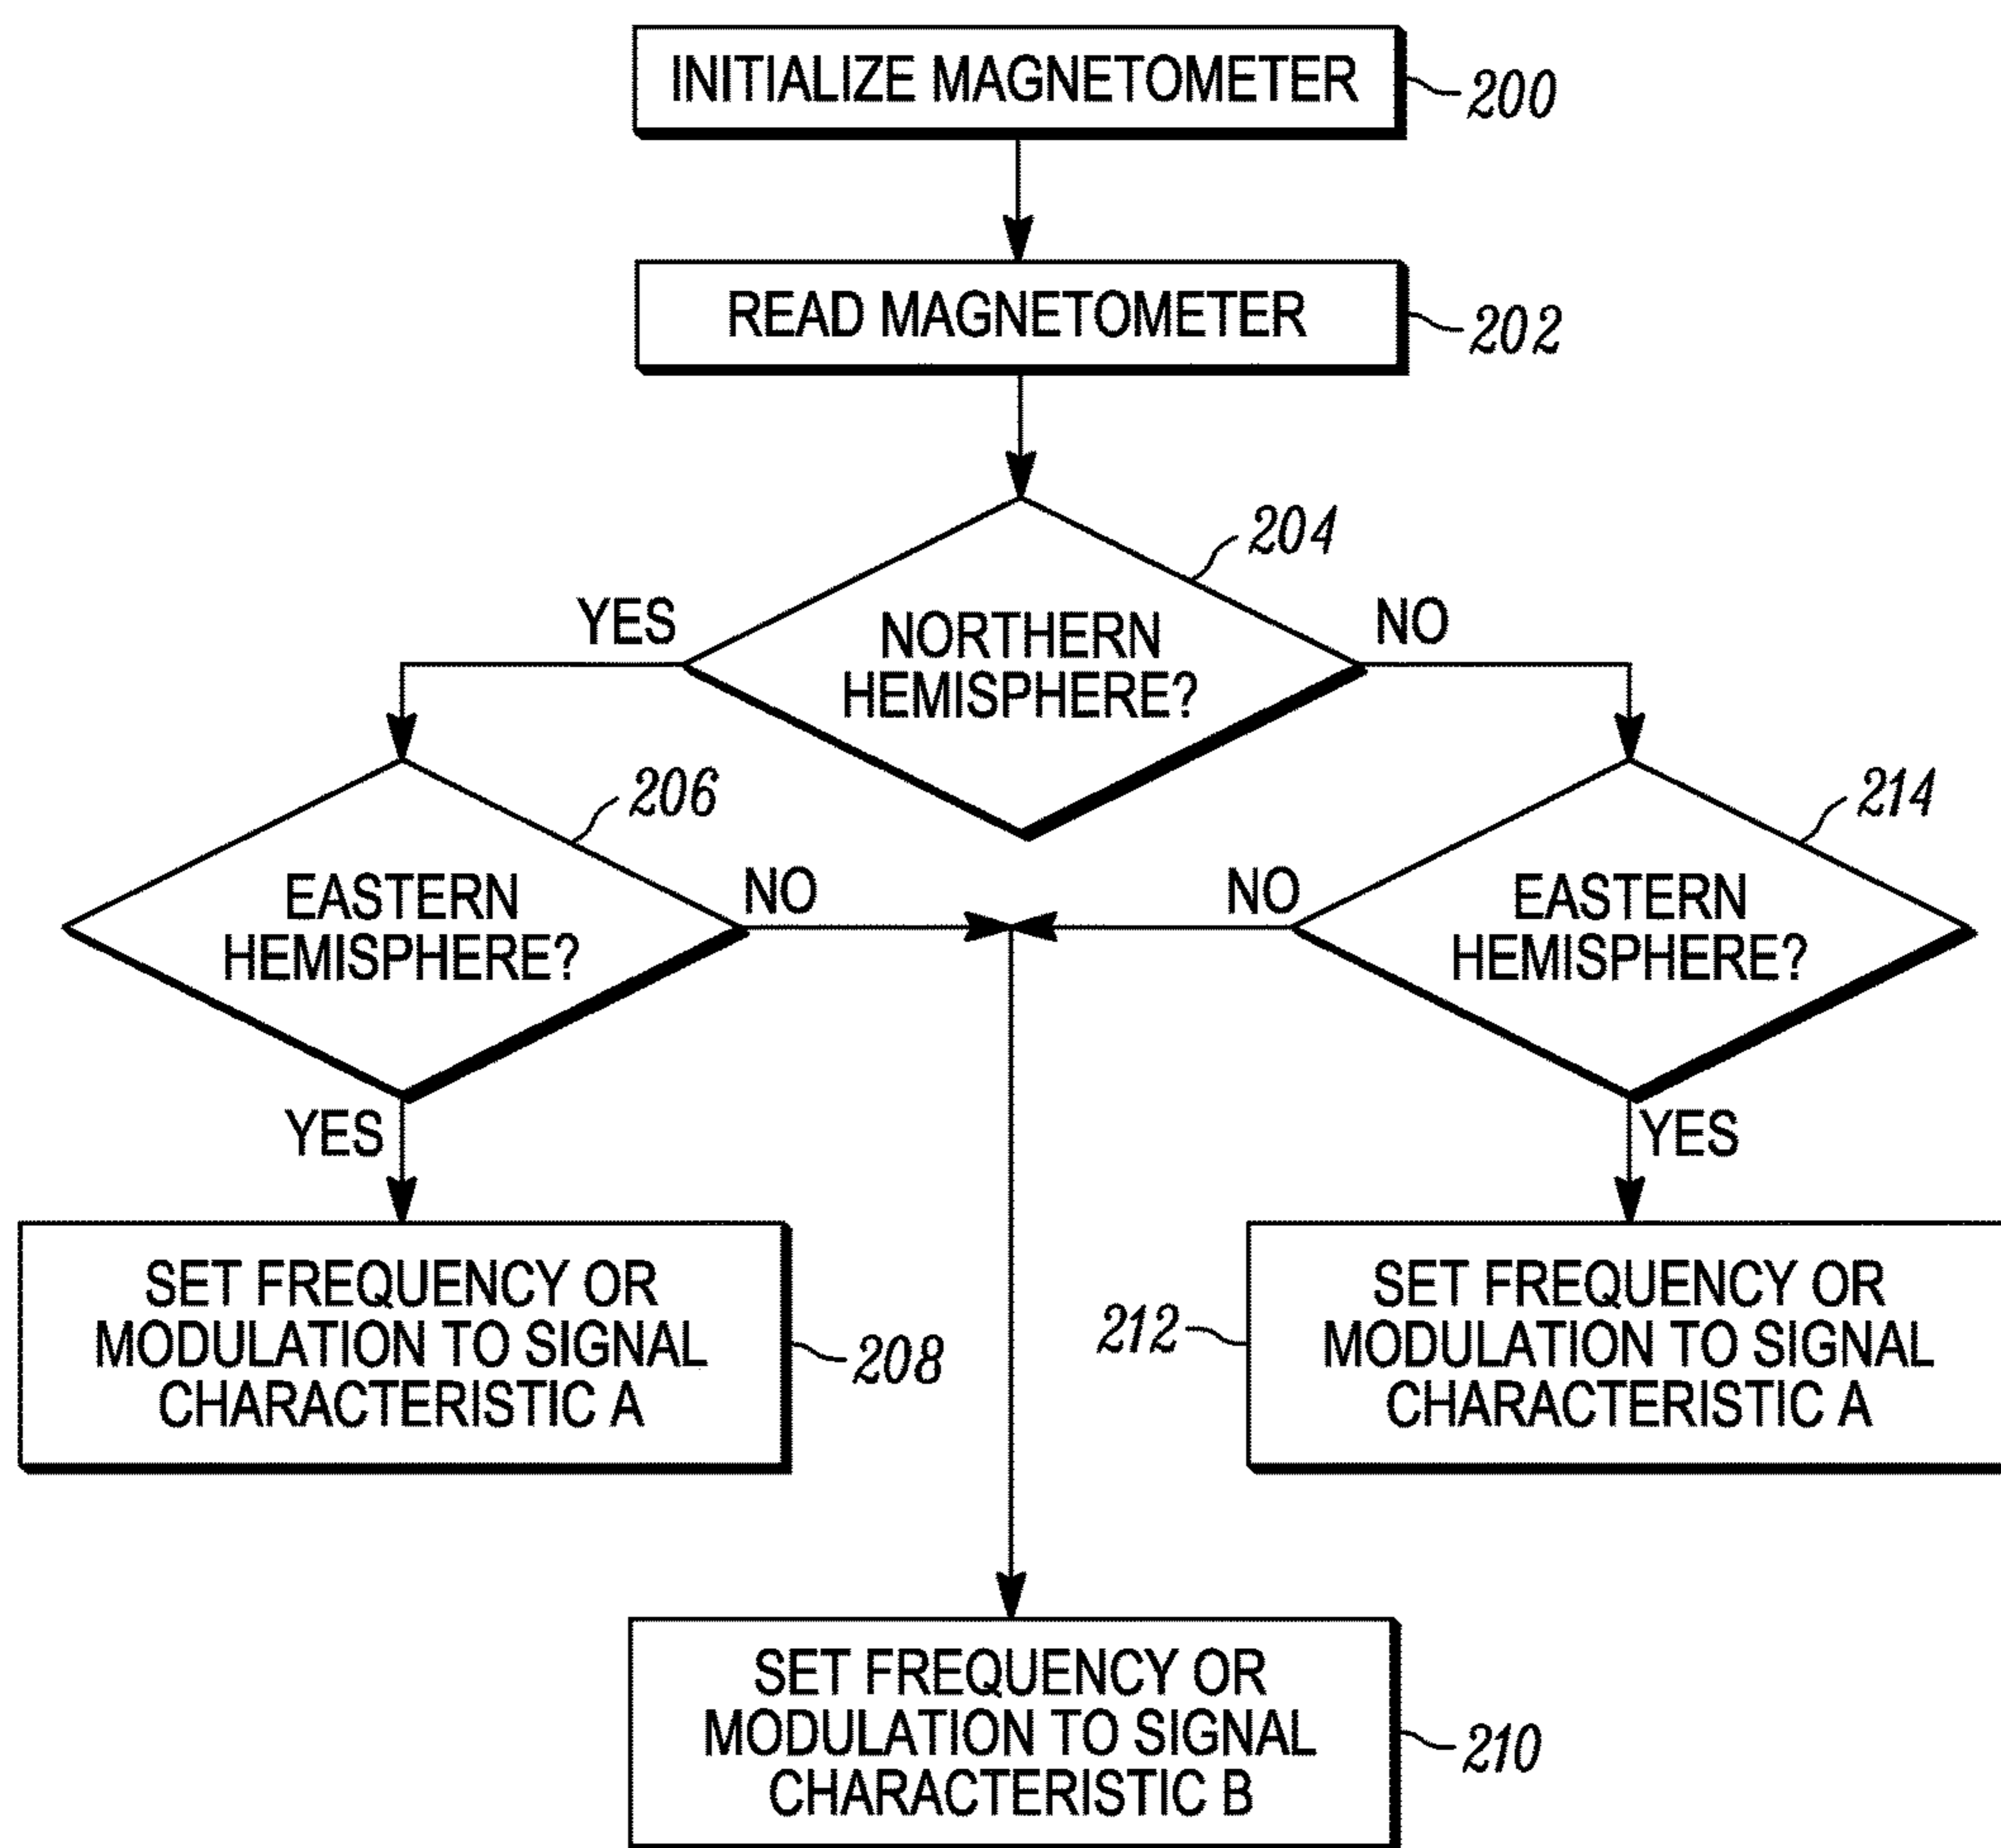 INITIALIZE MAGNETOMETER
200
READ MAGNETOMETER
202
204
YES
NO
NORTHERN
HEMISPHERE?
206
214
NO
NO
EASTERN
HEMISPHERE?
EASTERN
HEMISPHERE?
YES
YES
SET FREQUENCY OR
MODULATION TO SIGNAL
CHARACTERISTIC A
208
212
SET FREQUENCY OR
MODULATION TO SIGNAL
CHARACTERISTIC A
SET FREQUENCY OR
MODULATION TO SIGNAL
CHARACTERISTIC B
210